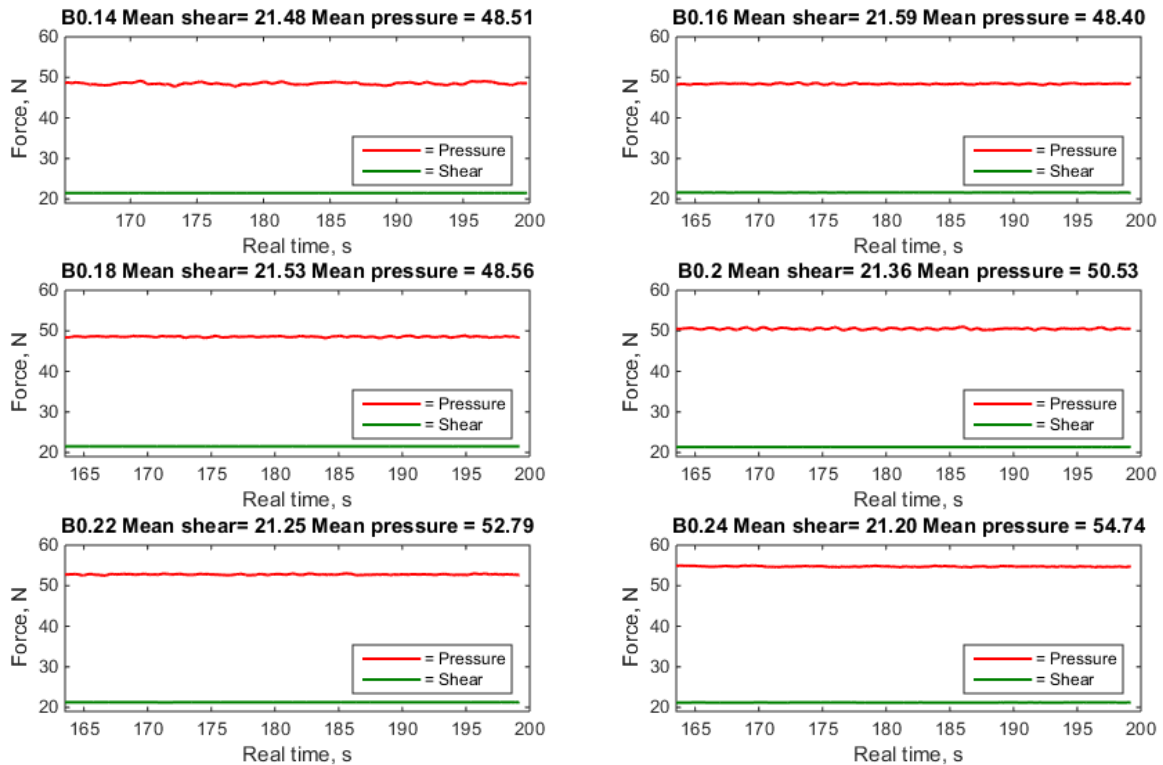 B0.14 Mean shear= 21.48 Mean pressure = 48.51
60
50
40
30
20
Force, N
= Pressure
= Shear
170 175 180 185 190 195 200
Real time, s
B0.16 Mean shear= 21.59 Mean pressure = 48.40
60
50
40
30
20
Force, N
= Pressure
= Shear
165 170 175 180 185 190 195 200
Real time, s
B0.18 Mean shear= 21.53 Mean pressure = 48.56
60
50
40
30
20
Force, N
= Pressure
= Shear
165 170 175 180 185 190 195 200
Real time, s
B0.2 Mean shear= 21.36 Mean pressure = 50.53
60
50
40
30
20
Force, N
= Pressure
= Shear
165 170 175 180 185 190 195 200
Real time, s
B0.22 Mean shear= 21.25 Mean pressure = 52.79
60
50
40
30
20
Force, N
= Pressure
= Shear
165 170 175 180 185 190 195 200
Real time, s
B0.24 Mean shear= 21.20 Mean pressure = 54.74
60
50
40
30
20
Force, N
= Pressure
= Shear
165 170 175 180 185 190 195 200
Real time, s